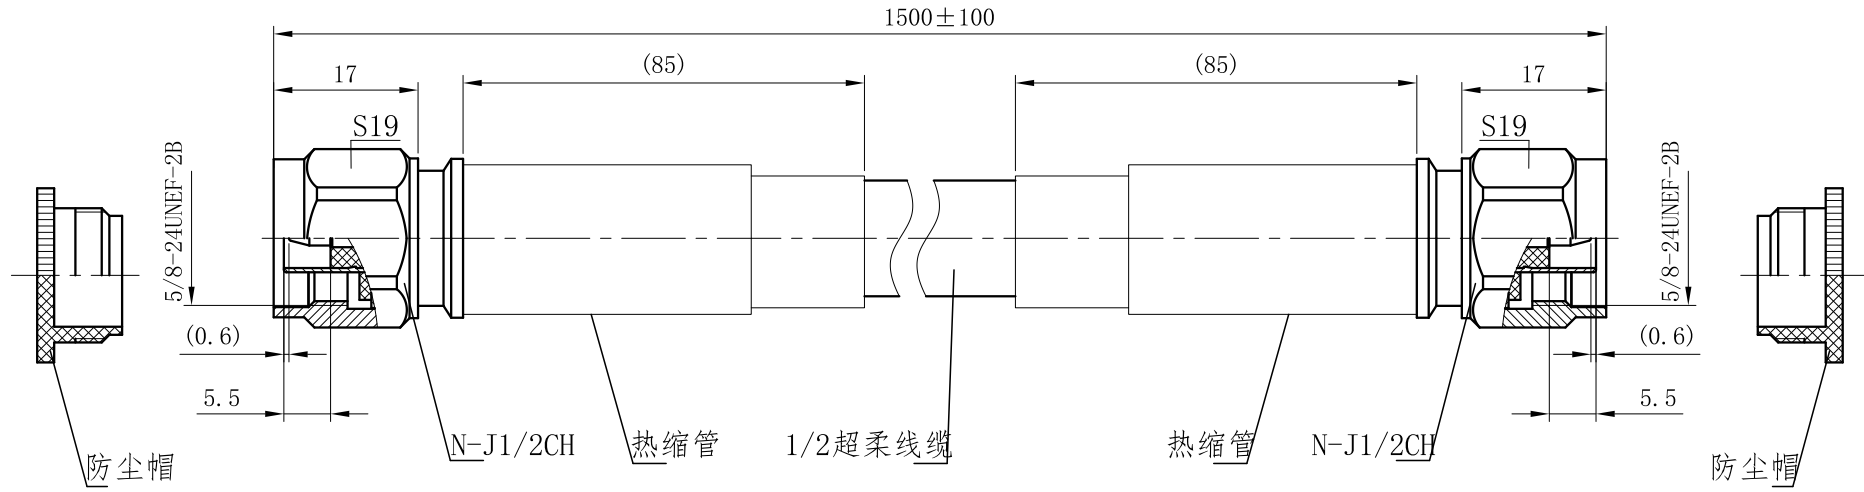 1500±100
(85)
(85)
17
17
S19
S19
5/8-24UNEF-2B
5/8-24UNEF-2B
(0.6)
(0.6)
5.5
5.5
N-J1/2CH
热缩管
1/2超柔线缆
热缩管
N-J1/2CH
防尘帽
防尘帽